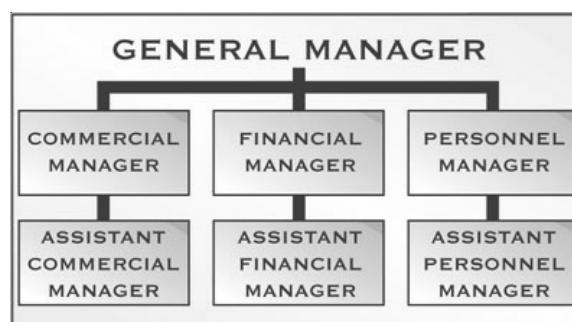 GENERAL MANAGER
COMMERCIAL
MANAGER
FINANCIAL
MANAGER
PERSONNEL
MANAGER
ASSISTANT
COMMERCIAL
MANAGER
ASSISTANT
FINANCIAL
MANAGER
ASSISTANT
PERSONNEL
MANAGER